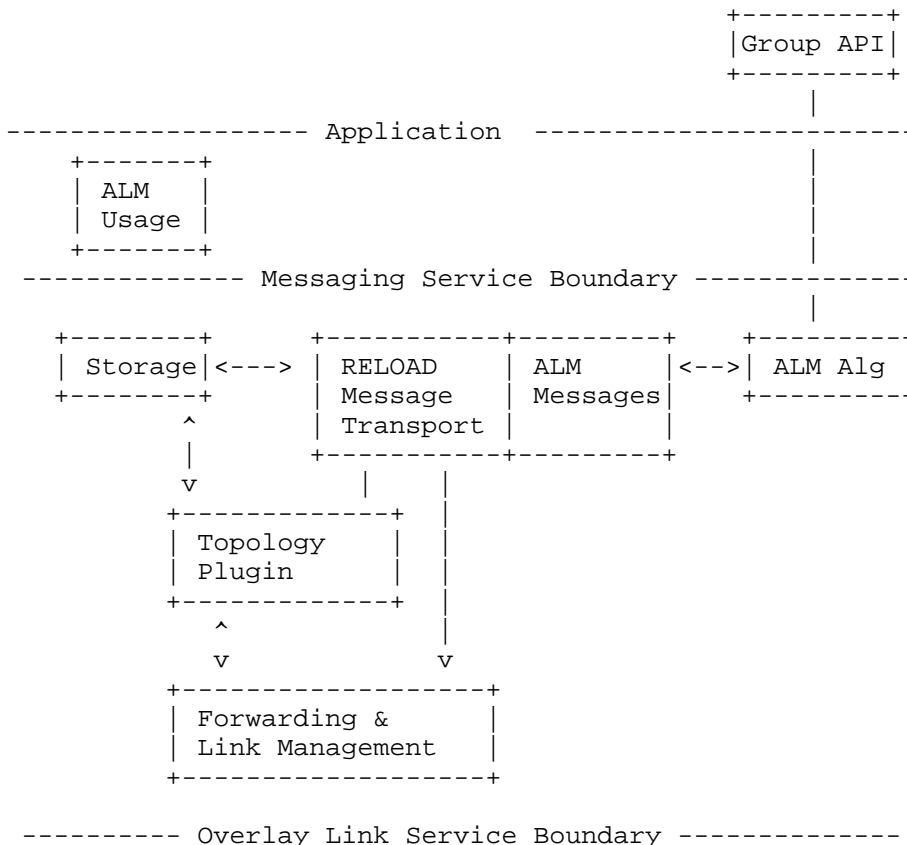 Group API
Application
ALM
Usage
Messaging Service Boundary
Storage RELOAD ALM ALM Alg
Message Messages
Transport
Topology
Plugin
Forwarding &
Link Management
Overlay Link Service Boundary